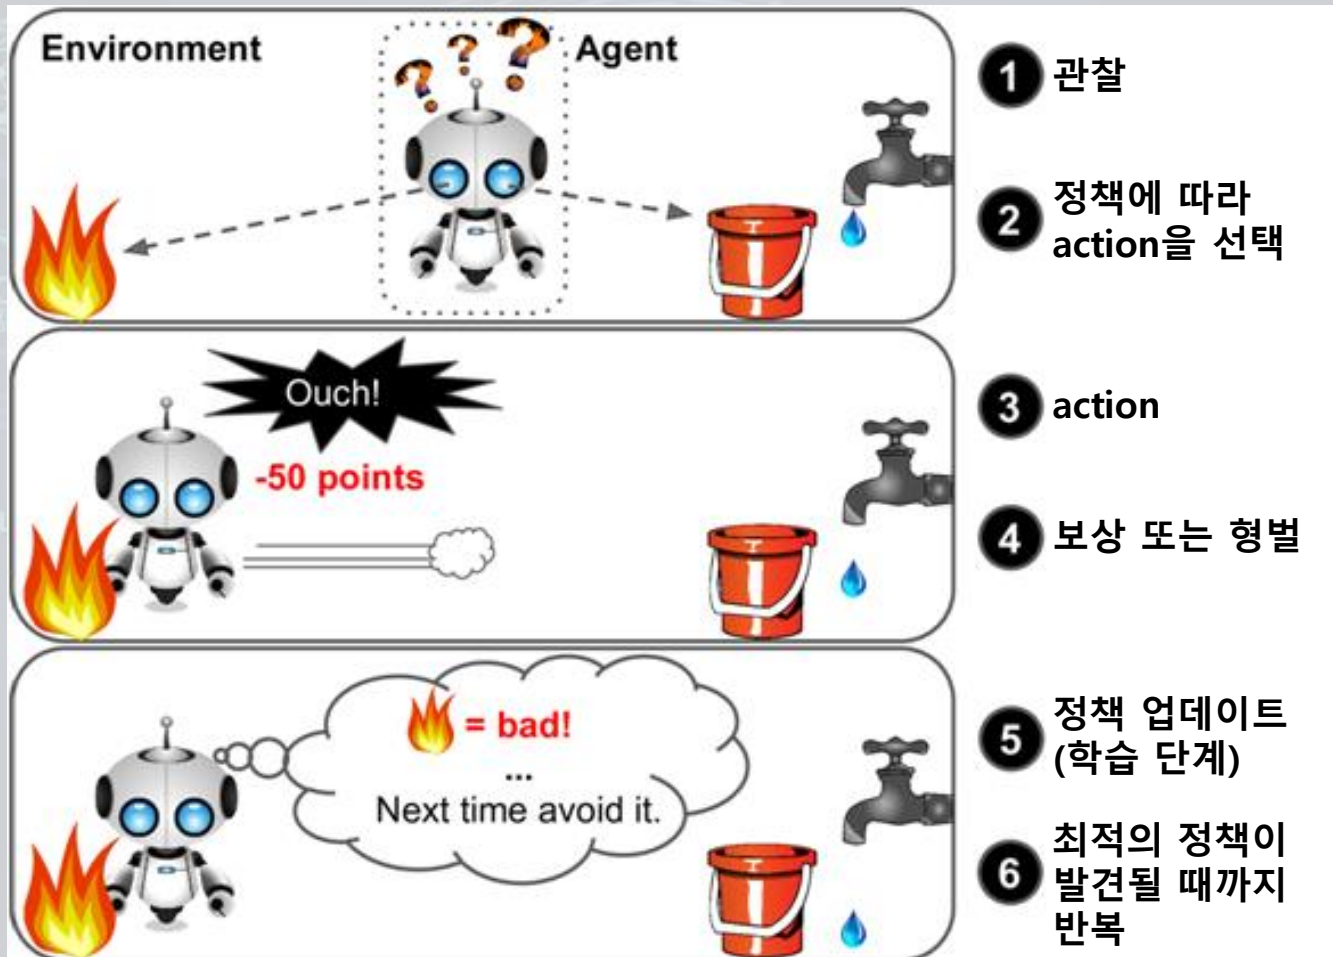 Environment
Agent
? ? ?
1 관찰
2 정책에 따라
action을 선택
Ouch!
-50 points
3 action
4 보상 또는 형벌
= bad!
...
Next time avoid it.
5 정책 업데이트
(학습 단계)
6 최적의 정책이
발견될 때까지
반복